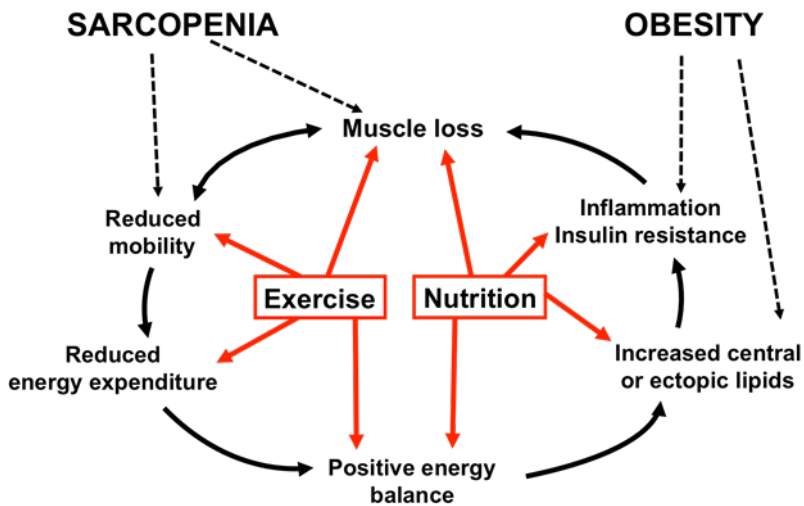 SARCOPENIA
OBESITY
Muscle loss
Reduced
mobility
Inflammation
Insulin resistance
Exercise
Nutrition
Reduced
energy expenditure
Increased central
or ectopic lipids
Positive energy
balance